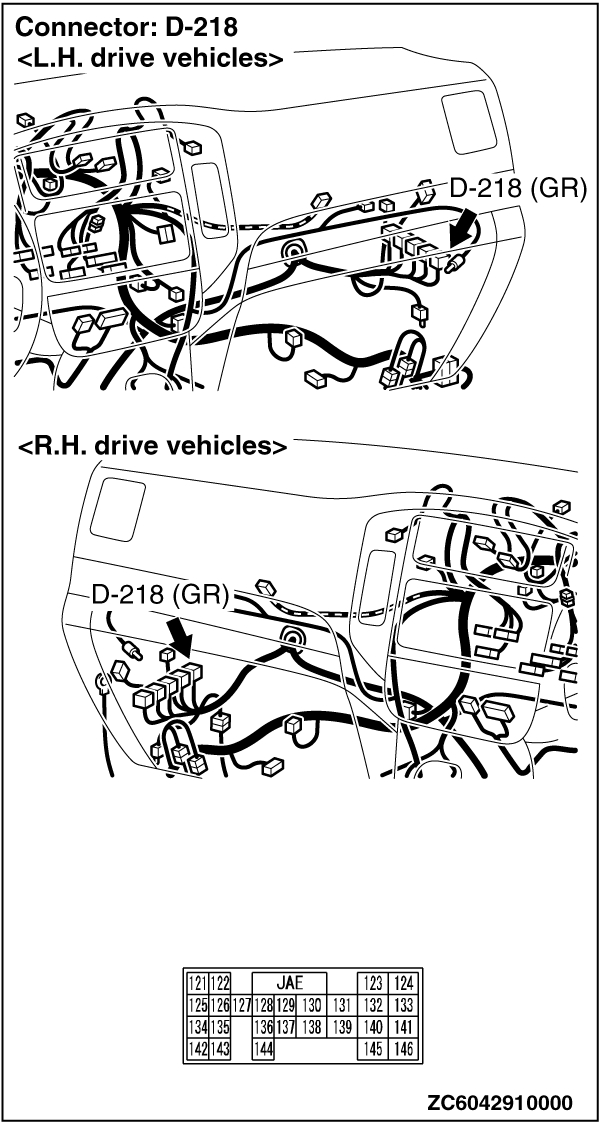 Connector: D-218
<L.H. drive vehicles>
D-218 (GR)
<R.H. drive vehicles>
D-218 (GR)
121 122 JAE 123 124
125 126 127 128 129 130 131 132 133
134 135 136 137 138 139 140 141
142 143 144 145 146
ZC6042910000